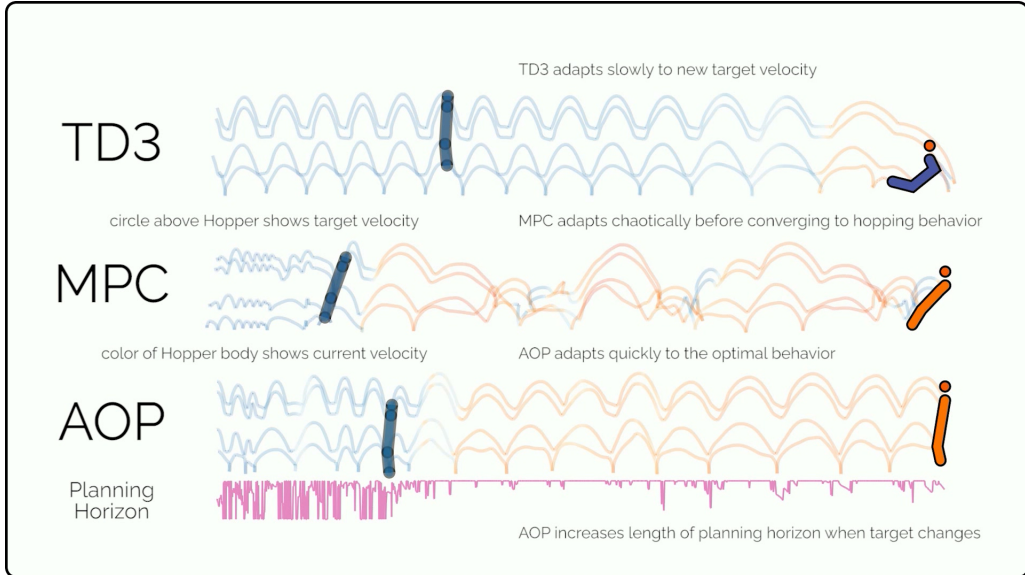 TD3 adapts slowly to new target velocity
TD3
circle above Hopper shows target velocity
MPC adapts chaotically before converging to hopping behavior
MPC
color of Hopper body shows current velocity
AOP adapts quickly to the optimal behavior
AOP
Planning
Horizon
AOP increases length of planning horizon when target changes